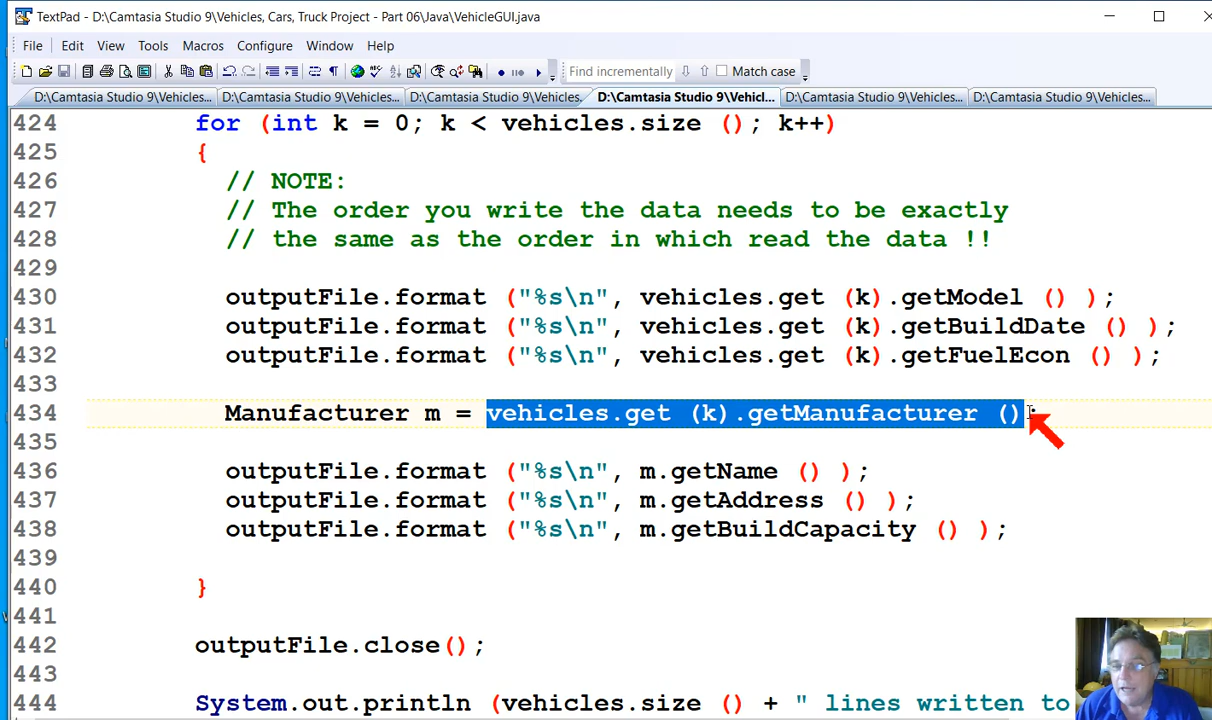 TextPad - D:\Camtasia Studio 9\Vehicles, Cars, Truck Project - Part 06\Java\VehicleGUI.java
File Edit View Tools Macros Configure Window Help
Find incrementally Match case
D:\Camtasia Studio 9\Vehicles... D:\Camtasia Studio 9\Vehicles... D:\Camtasia Studio 9\Vehicles. D:\Camtasia Studio 9\Vehicl... D:\Camtasia Studio 9\Vehicles... D:\Camtasia Studio 9\Vehicles...
424 for (int k = 0; k < vehicles.size (); k++)
425 {
426 // NOTE:
427 // The order you write the data needs to be exactly
428 // the same as the order in which read the data !!
429
430 outputFile.format ("%s\n", vehicles.get (k).getModel () );
431 outputFile.format ("%s\n", vehicles.get (k).getBuildDate () );
432 outputFile.format ("%s\n", vehicles.get (k).getFuelEcon () );
433
434 Manufacturer m = vehicles.get (k).getManufacturer ();
435
436 outputFile.format ("%s\n", m.getName () );
437 outputFile.format ("%s\n", m.getAddress () );
438 outputFile.format ("%s\n", m.getBuildCapacity () );
439
440 }
441
442 outputFile.close();
443
444 System.out.println (vehicles.size () + " lines written to